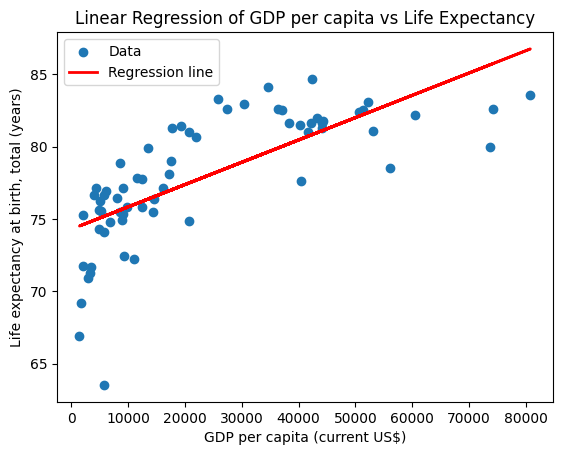 Linear Regression of GDP per capita vs Life Expectancy
Data
Regression line
Life expectancy at birth, total (years)
85
80
75
70
65
0 10000 20000 30000 40000 50000 60000 70000 80000
GDP per capita (current US$)